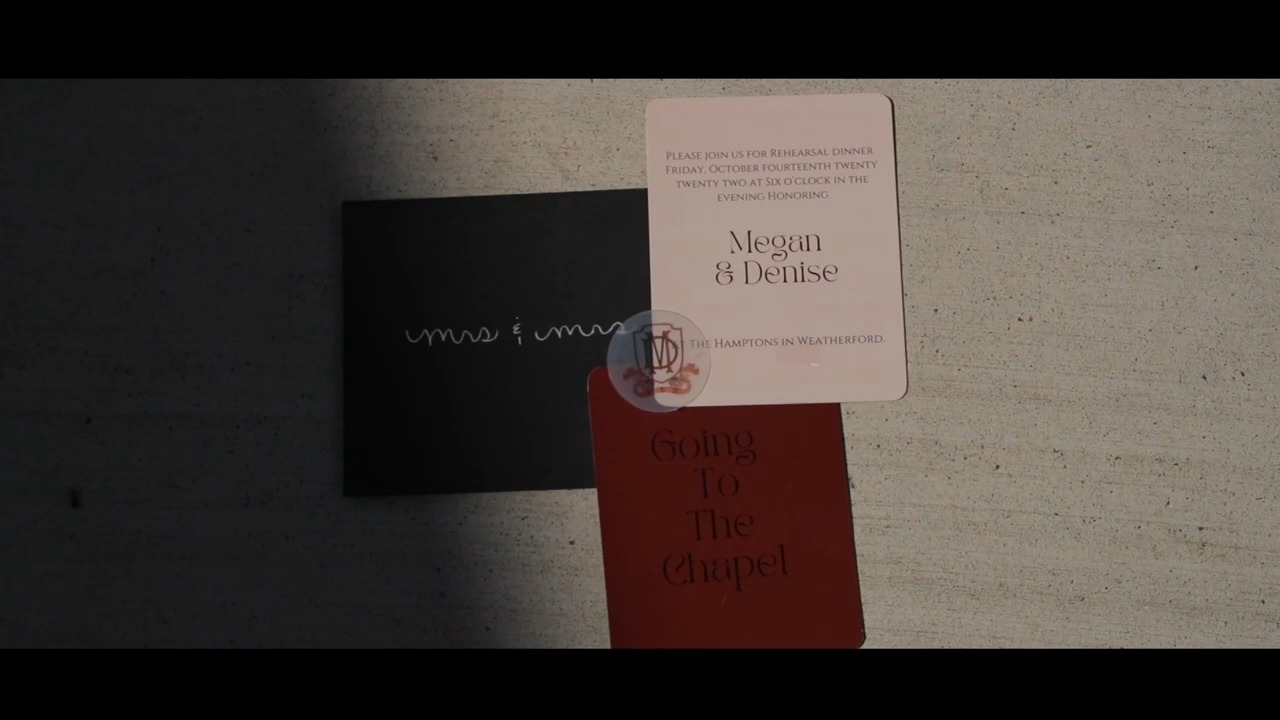 PLEASE JOIN US FOR REHEARSAL DINNER
FRIDAY, OCTOBER FOURTEENTH TWENTY
TWENTY TWO AT SIX O'CLOCK IN THE
EVENING HONORING
Megan
& Denise
THE HAMPTONS IN WEATHERFORD.
mrs & mrs
MD
Going
To
The
Chapel